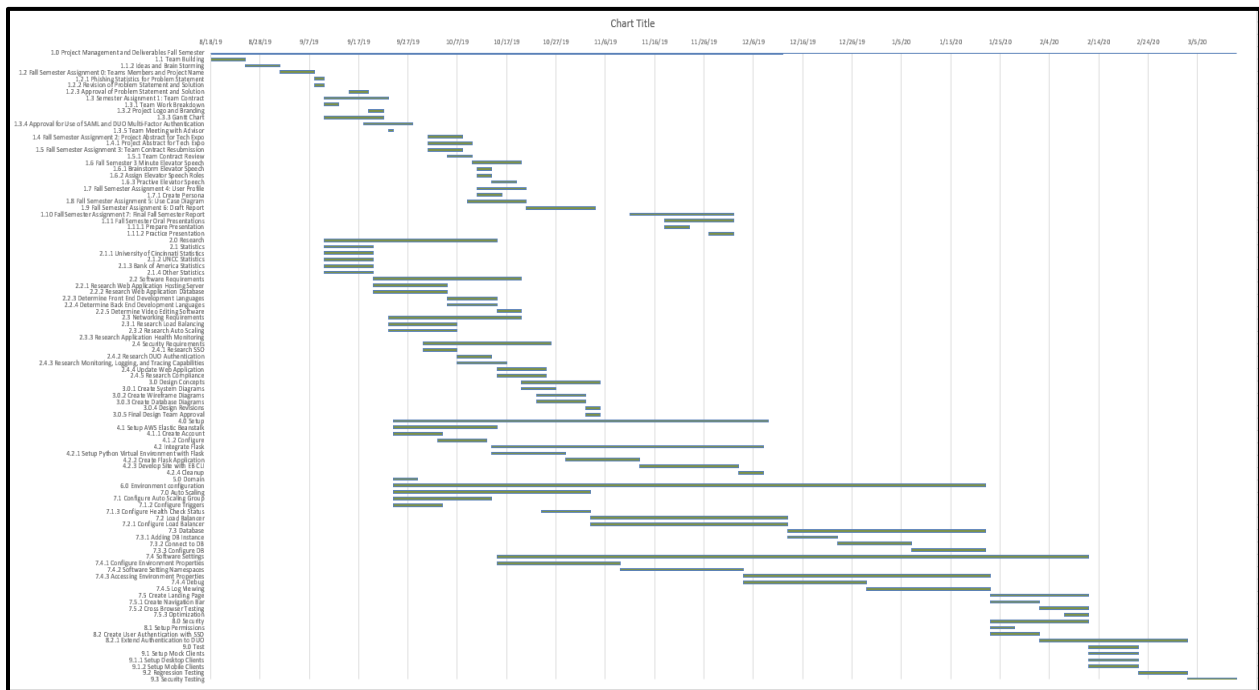 Chart Title
8/18/19 8/28/19 9/7/19 9/17/19 9/27/19 10/7/19 10/17/19 10/27/19 11/6/19 11/16/19 11/26/19 12/6/19 12/16/19 12/26/19 1/5/20 1/15/20 1/25/20 2/4/20 2/14/20 2/24/20 3/5/20
1.0 Project Management and Deliverables Fall Semester
1.1 Team Building
1.1.2 Ideas and Brain Storming
1.2 Fall Semester Assignment 0: Teams Members and Project Name
1.2.1 Phishing Statistics for Problem Statement
1.2.2 Revision of Problem Statement and Solution
1.2.3 Approval of Problem Statement and Solution
1.3 Semester Assignment 1: Team Contract
1.3.1 Team Work Breakdown
1.3.2 Project Logo and Branding
1.3.3 Gantt Chart
1.3.4 Approval for Use of SAML and DUO Multi-Factor Authentication
1.3.5 Team Meeting with Advisor
1.4 Fall Semester Assignment 2: Project Abstract for Tech Expo
1.4.1 Project Abstract for Tech Expo
1.5 Fall Semester Assignment 3: Team Contract Resubmission
1.5.1 Team Contract Review
1.6 Fall Semester 3 Minute Elevator Speech
1.6.1 Brainstorm Elevator Speech
1.6.2 Assign Elevator Speech Roles
1.6.3 Practive Elevator Speech
1.7 Fall Semester Assignment 4: User Profile
1.7.1 Create Persona
1.8 Fall Semester Assignment 5: Use Case Diagram
1.9 Fall Semester Assignment 6: Draft Report
1.10 Fall Semester Assignment 7: Final Fall Semester Report
1.11 Fall Semester Oral Presentations
1.11.1 Prepare Presentation
1.11.2 Practice Presentation
2.0 Research
2.1 Statistics
2.1.1 University of Cincinnati Statistics
2.1.2 UNCC Statistics
2.1.3 Bank of America Statistics
2.1.4 Other Statistics
2.2 Software Requirements
2.2.1 Research Web Application Hosting Server
2.2.2 Research Web Application Database
2.2.3 Determine Front End Development Languages
2.2.4 Determine Back End Development Languages
2.2.5 Determine Video Editing Software
2.3 Networking Requirements
2.3.1 Research Load Balancing
2.3.2 Research Auto Scaling
2.3.3 Research Application Health Monitoring
2.4 Security Requirements
2.4.1 Research SSO
2.4.2 Research DUO Authentication
2.4.3 Research Monitoring, Logging, and Tracing Capabilities
2.4.4 Update Web Application
2.4.5 Research Compliance
3.0 Design Concepts
3.0.1 Create System Diagrams
3.0.2 Create Wireframe Diagrams
3.0.3 Create Database Diagrams
3.0.4 Design Revisions
3.0.5 Final Design Team Approval
4.0 Setup
4.1 Setup AWS Elastic Beanstalk
4.1.1 Create Account
4.1.2 Configure
4.2 Integrate Flask
4.2.1 Setup Python Virtual Environment with Flask
4.2.2 Create Flask Application
4.2.3 Develop Site with EB CLI
4.2.4 Cleanup
5.0 Domain
6.0 Environment configuration
7.0 Auto Scaling
7.1 Configure Auto Scaling Group
7.1.2 Configure Triggers
7.1.3 Configure Health Check Status
7.2 Load Balancer
7.2.1 Configure Load Balancer
7.3 Database
7.3.1 Adding DB Instance
7.3.2 Connect to DB
7.3.3 Configure DB
7.4 Software Settings
7.4.1 Configure Environment Properties
7.4.2 Software Setting Namespaces
7.4.3 Accessing Environment Properties
7.4.4 Debug
7.4.5 Log Viewing
7.5 Create Landing Page
7.5.1 Create Navigation Bar
7.5.2 Cross Browser Testing
7.5.3 Optimization
8.0 Security
8.1 Setup Permissions
8.2 Create User Authentication with SSO
8.2.1 Extend Authentication to DUO
9.0 Test
9.1 Setup Mock Clients
9.1.1 Setup Desktop Clients
9.1.2 Setup Mobile Clients
9.2 Regression Testing
9.3 Security Testing